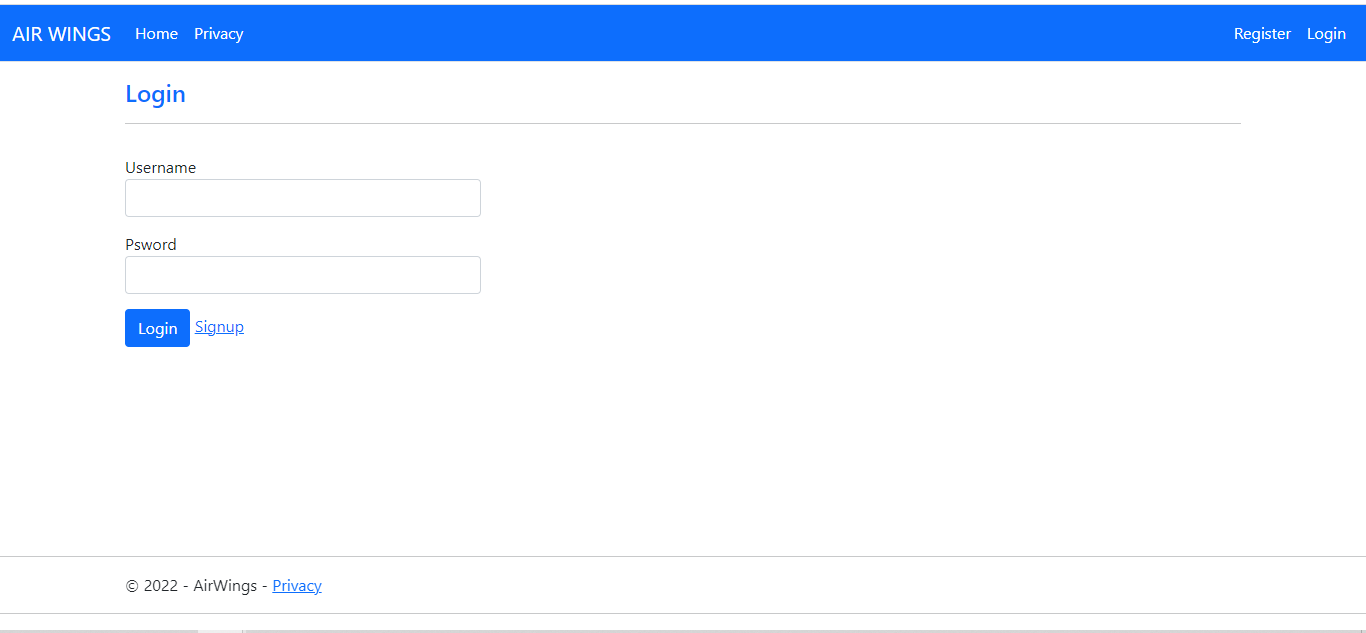 AIR WINGS Home Privacy Register Login
Login
Username
Psword
Login Signup
© 2022 - AirWings - Privacy